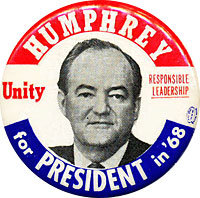 HUMPHREY
Unity
RESPONSIBLE
LEADERSHIP
for PRESIDENT in '68